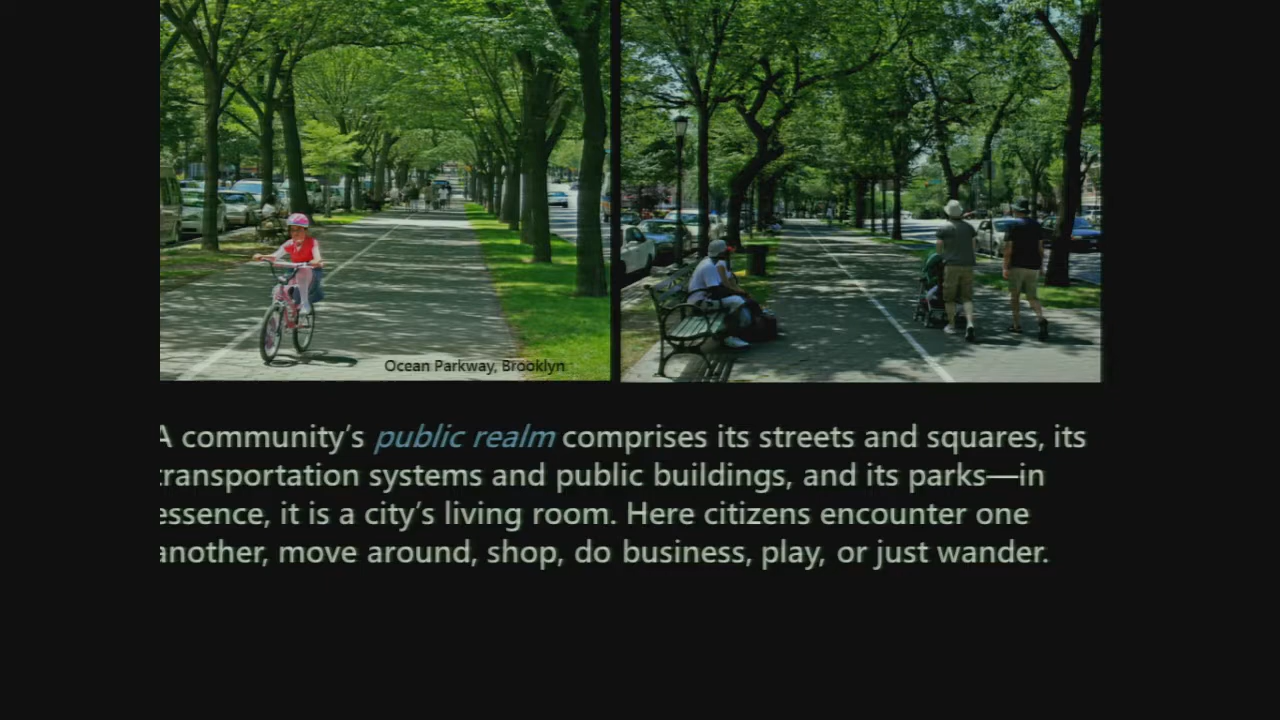 Ocean Parkway, Brooklyn
A community's public realm comprises its streets and squares, its
transportation systems and public buildings, and its parks—in
essence, it is a city's living room. Here citizens encounter one
another, move around, shop, do business, play, or just wander.